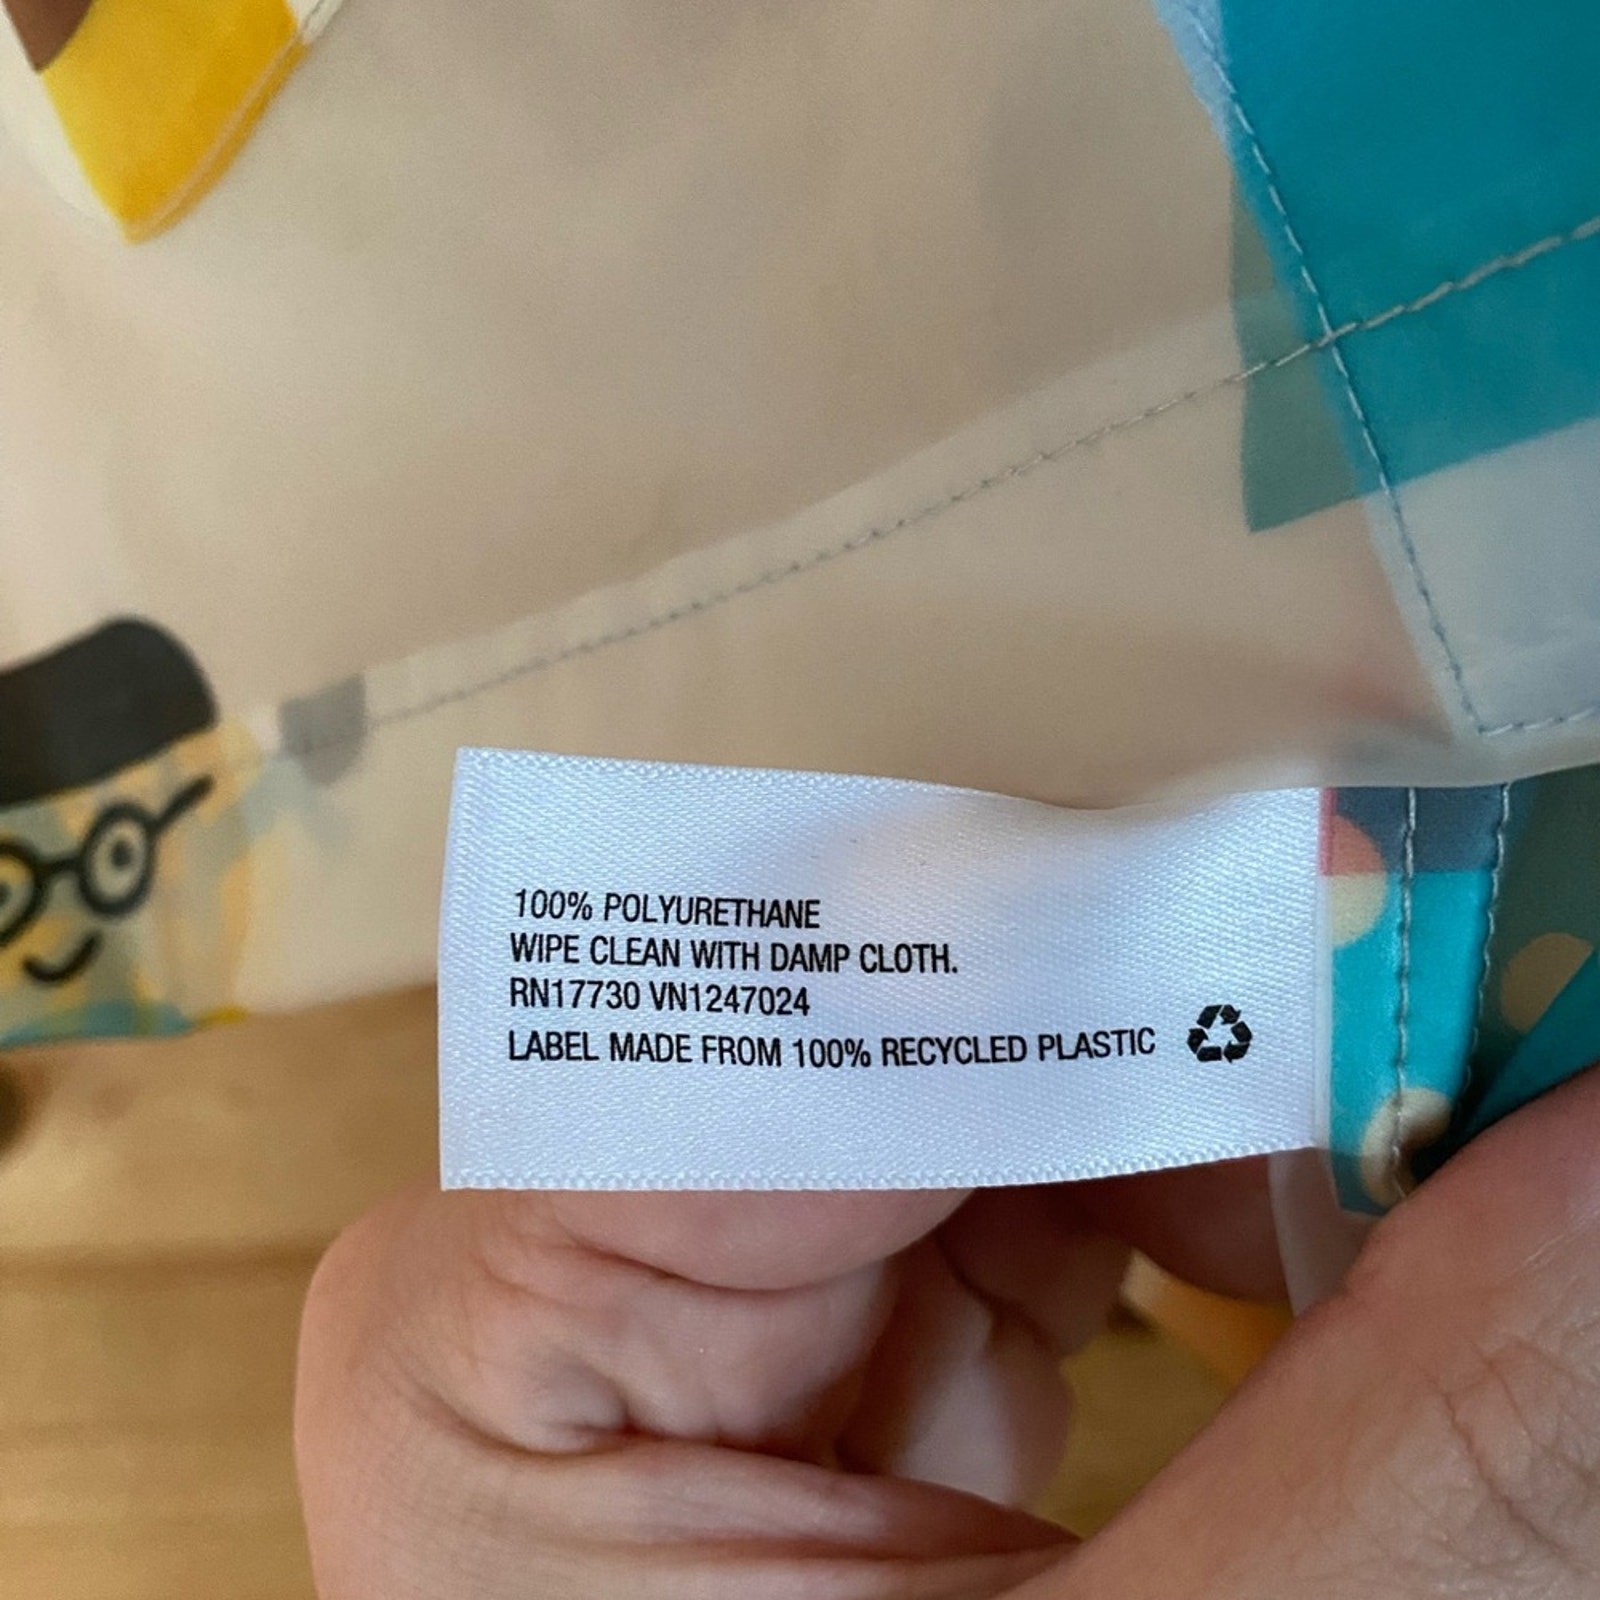 100% POLYURETHANE
WIPE CLEAN WITH DAMP CLOTH.
RN17730 VN1247024
LABEL MADE FROM 100% RECYCLED PLASTIC